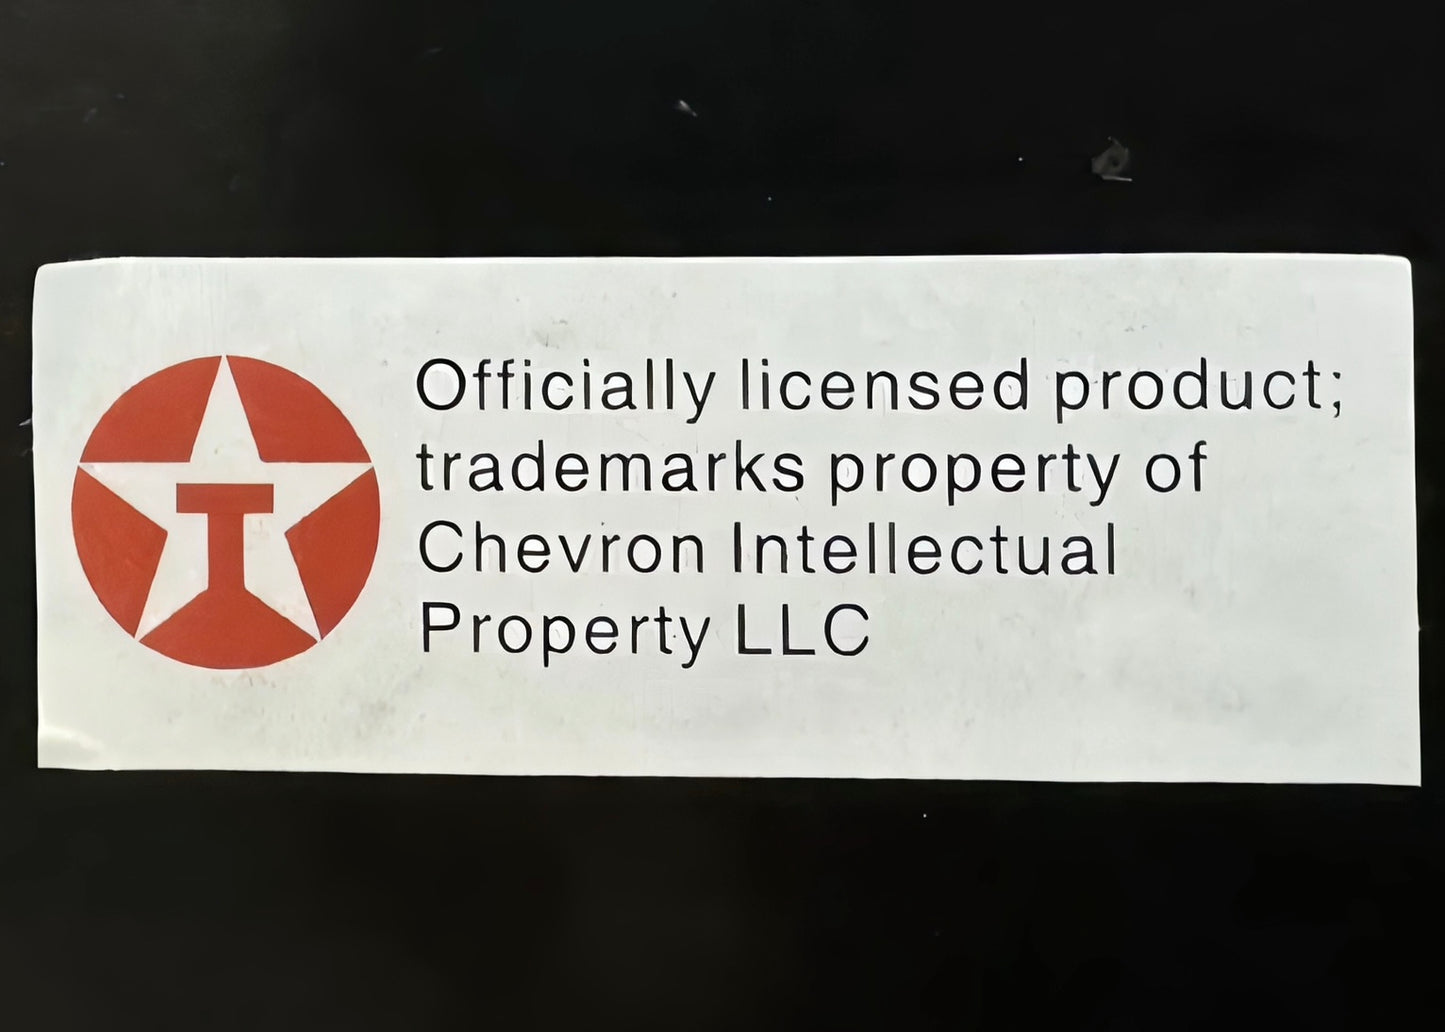 Officially licensed product;
trademarks property of
Chevron Intellectual
Property LLC
T